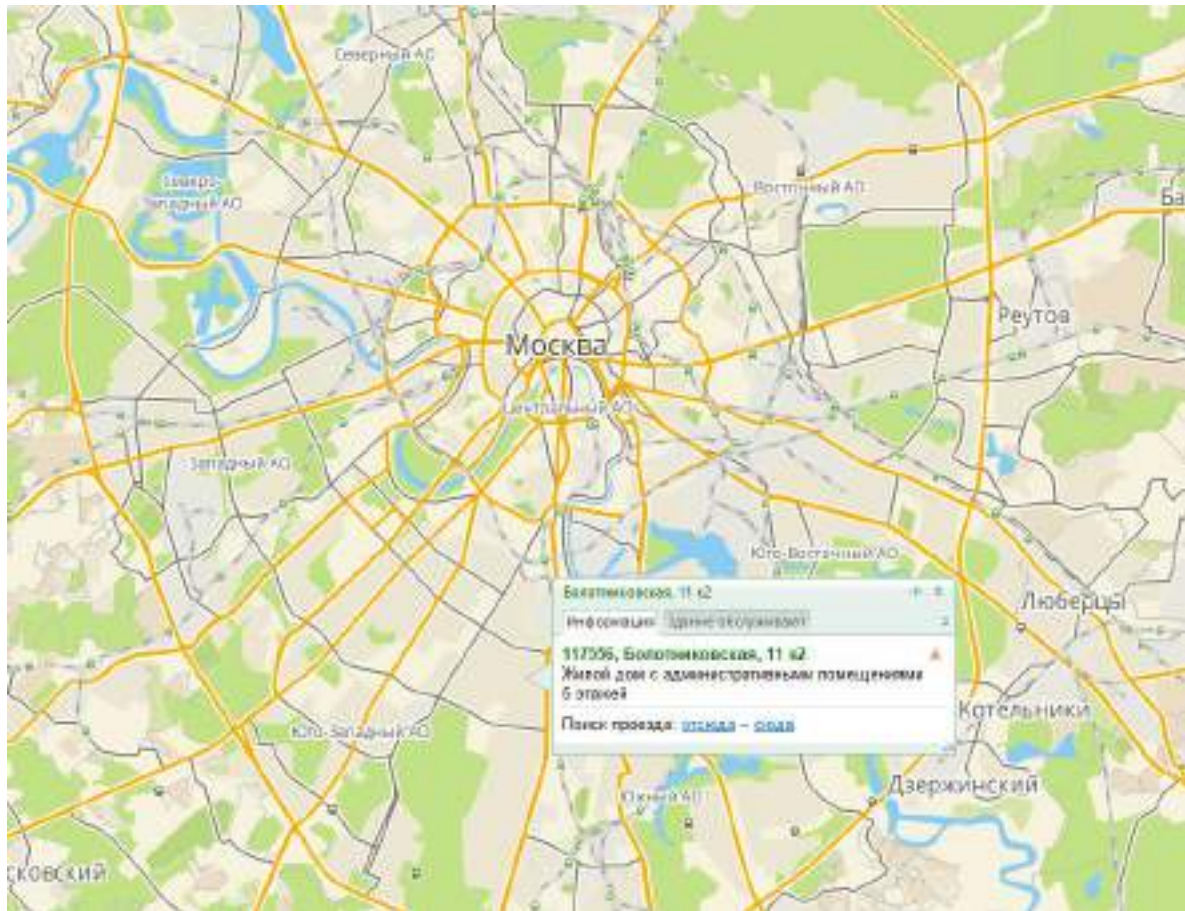 Северный АО
Северо-
Западный АО
Восточный АО
Ба
Реутов
Москва
Центральный АО
Западный АО
Юго-Восточный АО
Болотниковская, 11 к2
Люберцы
Информация Здание обслуживают
117556, Болотниковская, 11 к2
Жилой дом с административными помещениями
5 этажей
Котельники
Поиск проезда: отсюда – сюда
Юго-Западный АО
Дзержинский
Южный АО
сковский